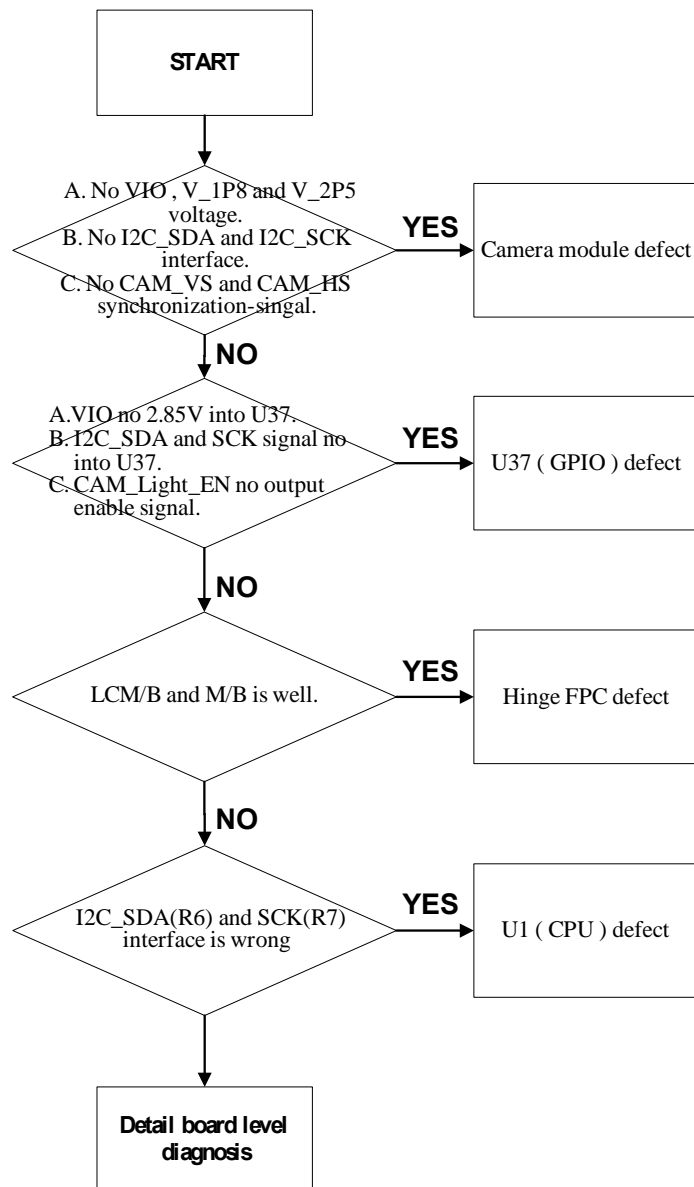 START
A. No VIO , V_1P8 and V_2P5
voltage.
B. No I2C_SDA and I2C_SCK
interface.
C. No CAM_VS and CAM_HS
synchronization-singal.
YES
Camera module defect
NO
A.VIO no 2.85V into U37.
B. I2C_SDA and SCK signal no
into U37.
C. CAM_Light_EN no output
enable signal.
YES
U37 ( GPIO ) defect
NO
LCM/B and M/B is well.
YES
Hinge FPC defect
NO
I2C_SDA(R6) and SCK(R7)
interface is wrong
YES
U1 ( CPU ) defect
Detail board level
diagnosis